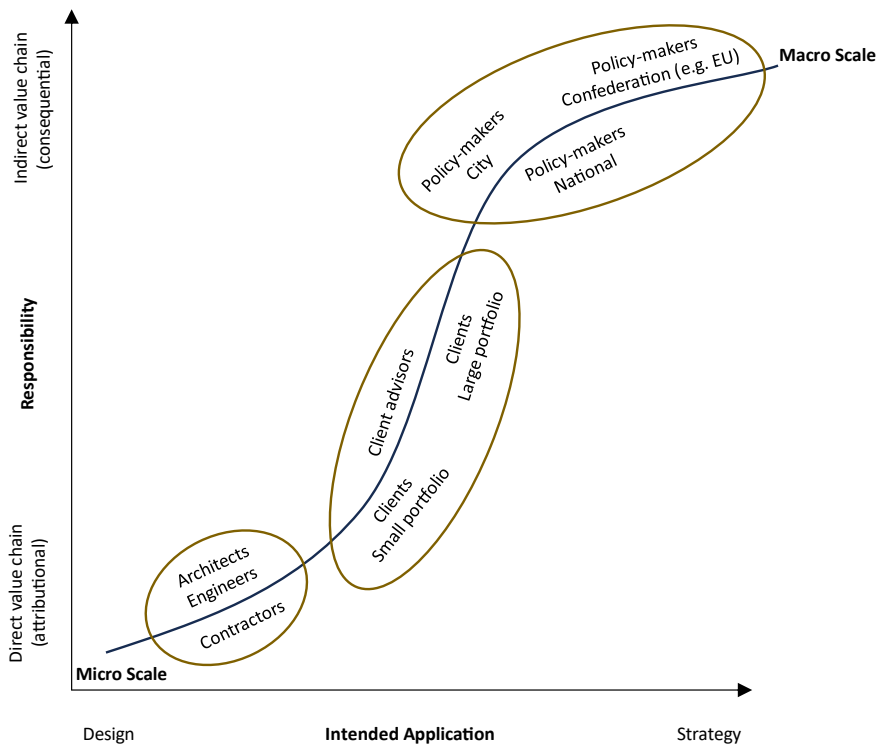 Indirect value chain
(consequential)
Responsibility
Direct value chain
(attributional)
Macro Scale
Policy-makers
Confederation (e.g. EU)
Policy-makers
City
Policy-makers
National
Clients
Large portfolio
Client advisors
Clients
Small portfolio
Architects
Engineers
Contractors
Micro Scale
Design
Intended Application
Strategy